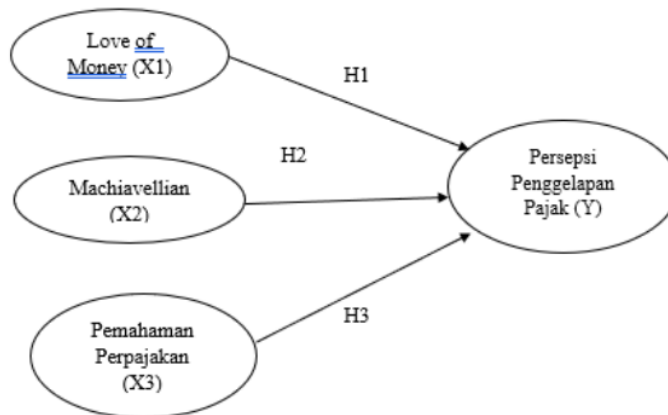 Love of
Money (X1)
H1
H2
Machiavellian
(X2)
Persepsi
Penggelapan
Pajak (Y)
H3
Pemahaman
Perpajakan
(X3)